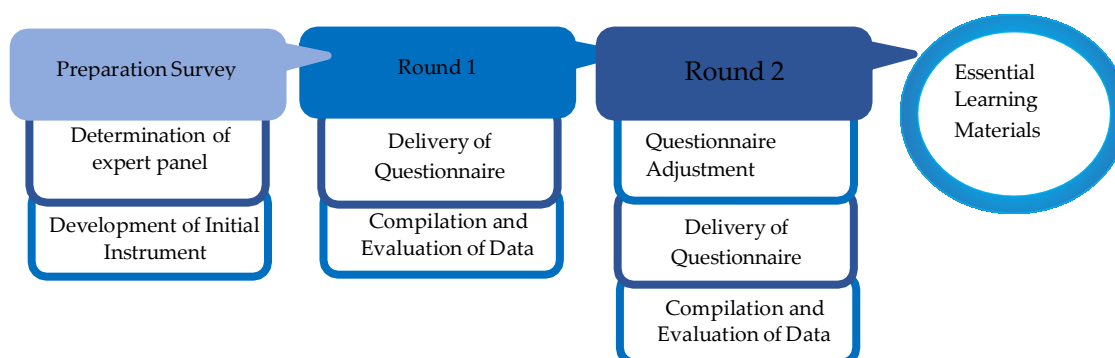 Preparation Survey
Determination of
expert panel
Development of Initial
Instrument
Round 1
Delivery of
Questionnaire
Compilation and
Evaluation of Data
Round 2
Questionnaire
Adjustment
Delivery of
Questionnaire
Compilation and
Evaluation of Data
Essential
Learning
Materials